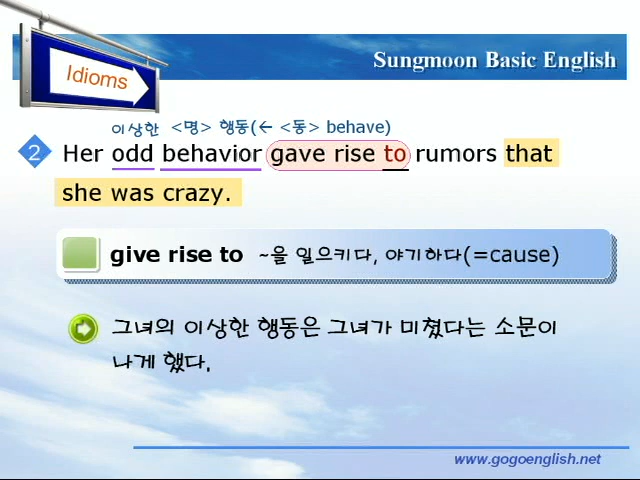 Sungmoon Basic English
Idioms
이상한 <명> 행동(← <동> behave)
2 Her odd behavior gave rise to rumors that
she was crazy.
give rise to ~을 일으키다, 야기하다(=cause)
그녀의 이상한 행동은 그녀가 미쳤다는 소문이
나게 했다.
www.gogoenglish.net